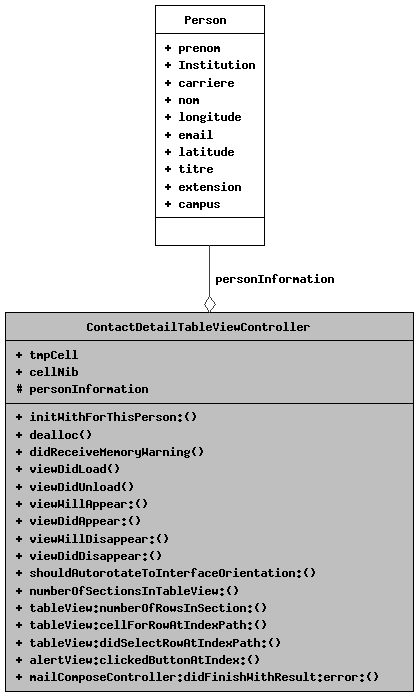 Person
+ prenom
+ Institution
+ carriere
+ nom
+ longitude
+ email
+ latitude
+ titre
+ extension
+ campus
personInformation
ContactDetailTableViewController
+ tmpCell
+ cellNib
# personInformation
+ initWithForThisPerson:()
+ dealloc()
+ didReceiveMemoryWarning()
+ viewDidLoad()
+ viewDidUnload()
+ viewWillAppear:()
+ viewDidAppear:()
+ viewWillDisappear:()
+ viewDidDisappear:()
+ shouldAutorotateToInterfaceOrientation:()
+ numberOfSectionsInTableView:()
+ tableView:numberOfRowsInSection:()
+ tableView:cellForRowAtIndexPath:()
+ tableView:didSelectRowAtIndexPath:()
+ alertView:clickedButtonAtIndex:()
+ mailComposeController:didFinishWithResult:error:()